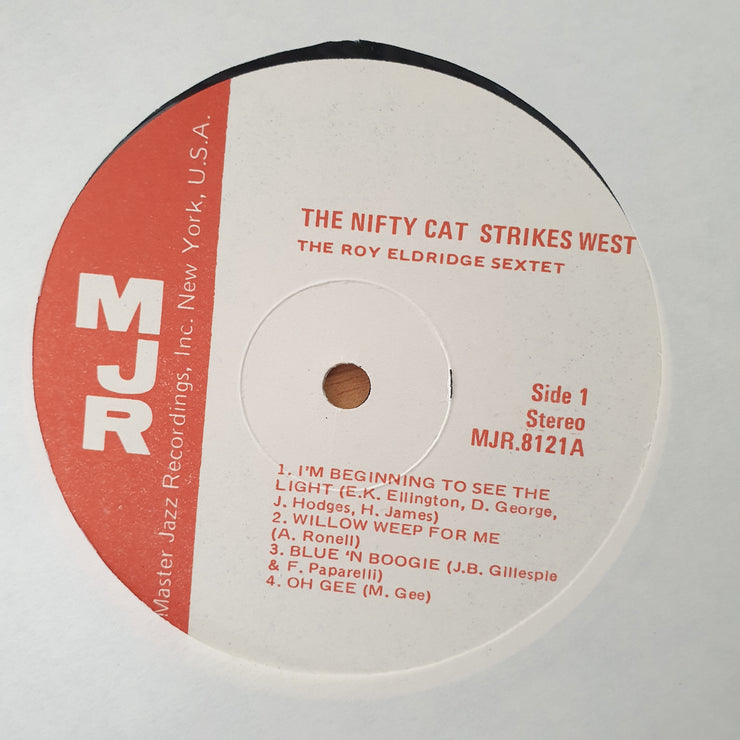 MJR
Master Jazz Recordings, Inc. New York, U.S.A.
THE NIFTY CAT STRIKES WEST
THE ROY ELDRIDGE SEXTET
Side 1
Stereo
MJR.8121A
1. I'M BEGINNING TO SEE THE
LIGHT (E.K. Ellington, D. George,
J. Hodges, H. James)
2. WILLOW WEEP FOR ME
(A. Ronell)
3. BLUE 'N BOOGIE (J.B. Gillespie
& F. Paparelli)
4. OH GEE (M. Gee)